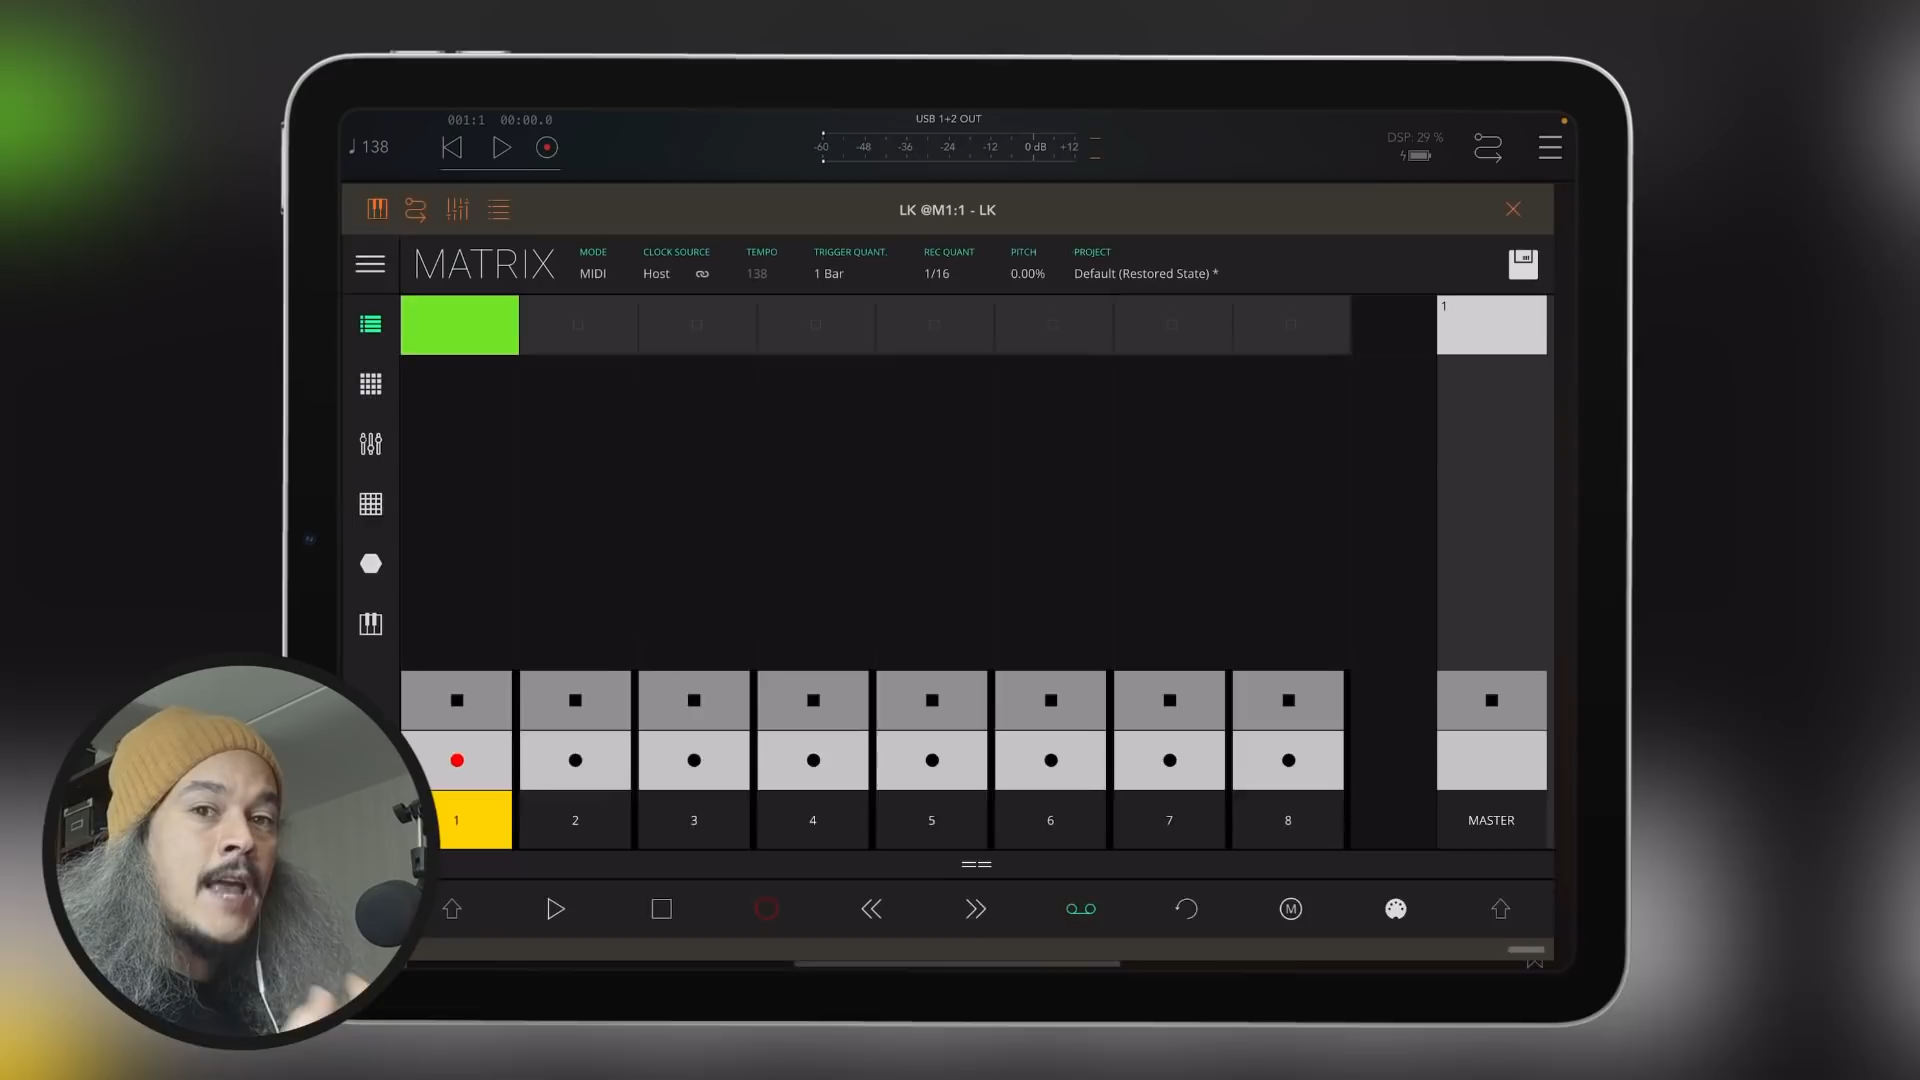 001:1 00:00.0
USB 1+2 OUT
138
-60 -48 -36 -24 -12 0 dB +12
DSP: 29 %
LK @M1:1 - LK
MATRIX
MODE CLOCK SOURCE TEMPO TRIGGER QUANT. REC QUANT PITCH PROJECT
MIDI Host 138 1 Bar 1/16 0.00% Default (Restored State) *
1
1 2 3 4 5 6 7 8 MASTER
M